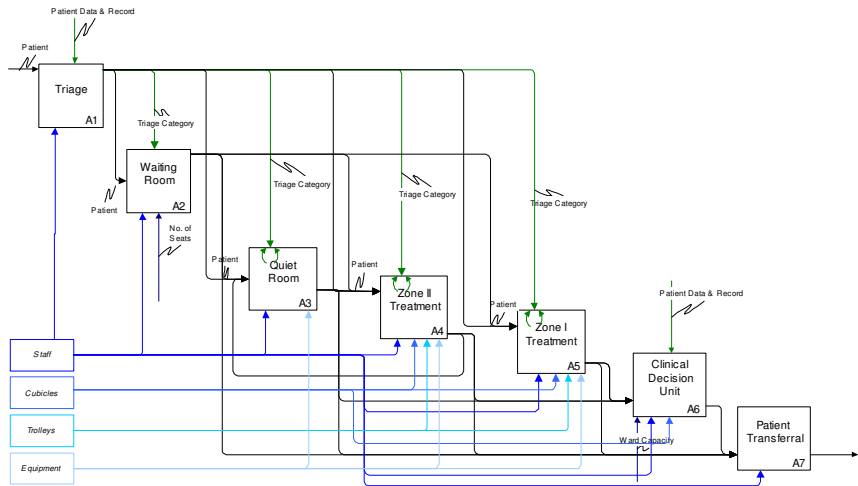 Patient Data & Record
Patient
Triage
A1
Triage Category
Waiting
Room
A2
Patient
No. of
Seats
Triage Category
Triage Category
Triage Category
Patient
Quiet
Room
A3
Patient
Zone II
Treatment
A4
Patient
Zone I
Treatment
A5
Patient Data & Record
Clinical
Decision
Unit
A6
Ward Capacity
Patient
Transferral
A7
Staff
Cubicles
Trolleys
Equipment